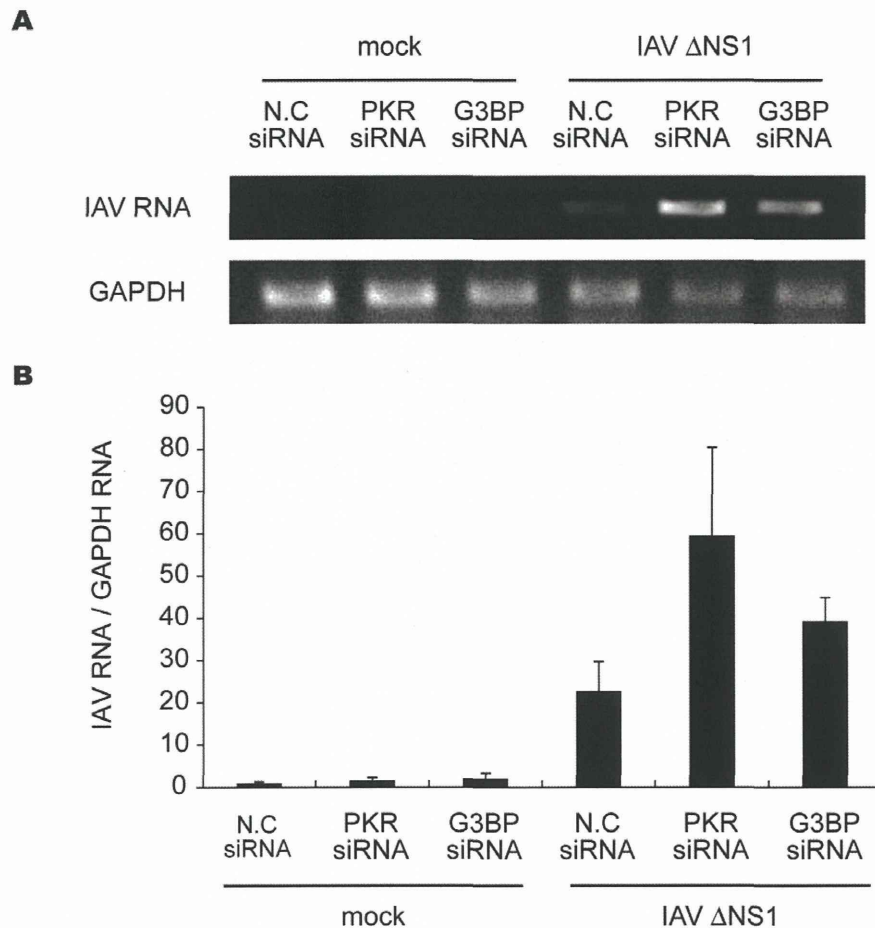 A
mock IAV ΔNS1
N.C siRNA PKR siRNA G3BP siRNA N.C siRNA PKR siRNA G3BP siRNA
IAV RNA
GAPDH
B
IAV RNA / GAPDH RNA
90
80
70
60
50
40
30
20
10
0
N.C siRNA PKR siRNA G3BP siRNA N.C siRNA PKR siRNA G3BP siRNA
mock IAV ΔNS1